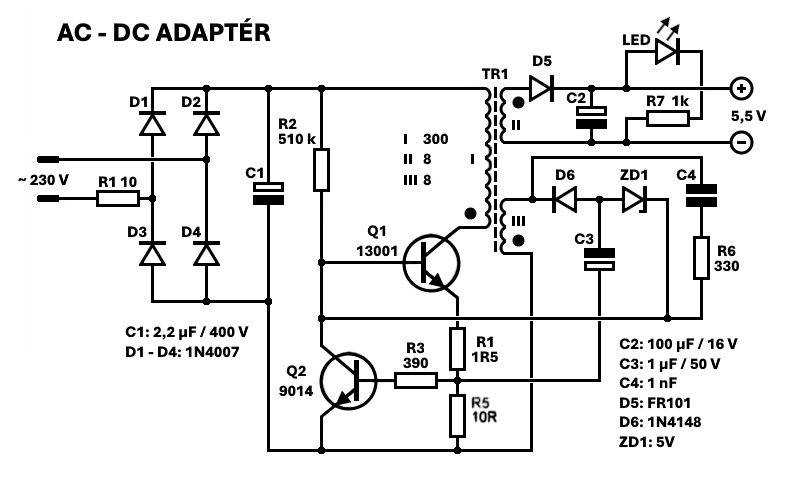 AC - DC ADAPTÉR
LED
D5
TR1
D1
D2
R2
510 k
C2
R7 1k
+
5,5 V
−
I 300
II 8
III 8
I
II
~ 230 V
R1 10
C1
D6
ZD1
C4
III
Q1
13001
C3
R6
330
D3
D4
C1: 2,2 µF / 400 V
D1 - D4: 1N4007
R1
1R5
Q2
9014
R3
390
R5
10R
C2: 100 µF / 16 V
C3: 1 µF / 50 V
C4: 1 nF
D5: FR101
D6: 1N4148
ZD1: 5V